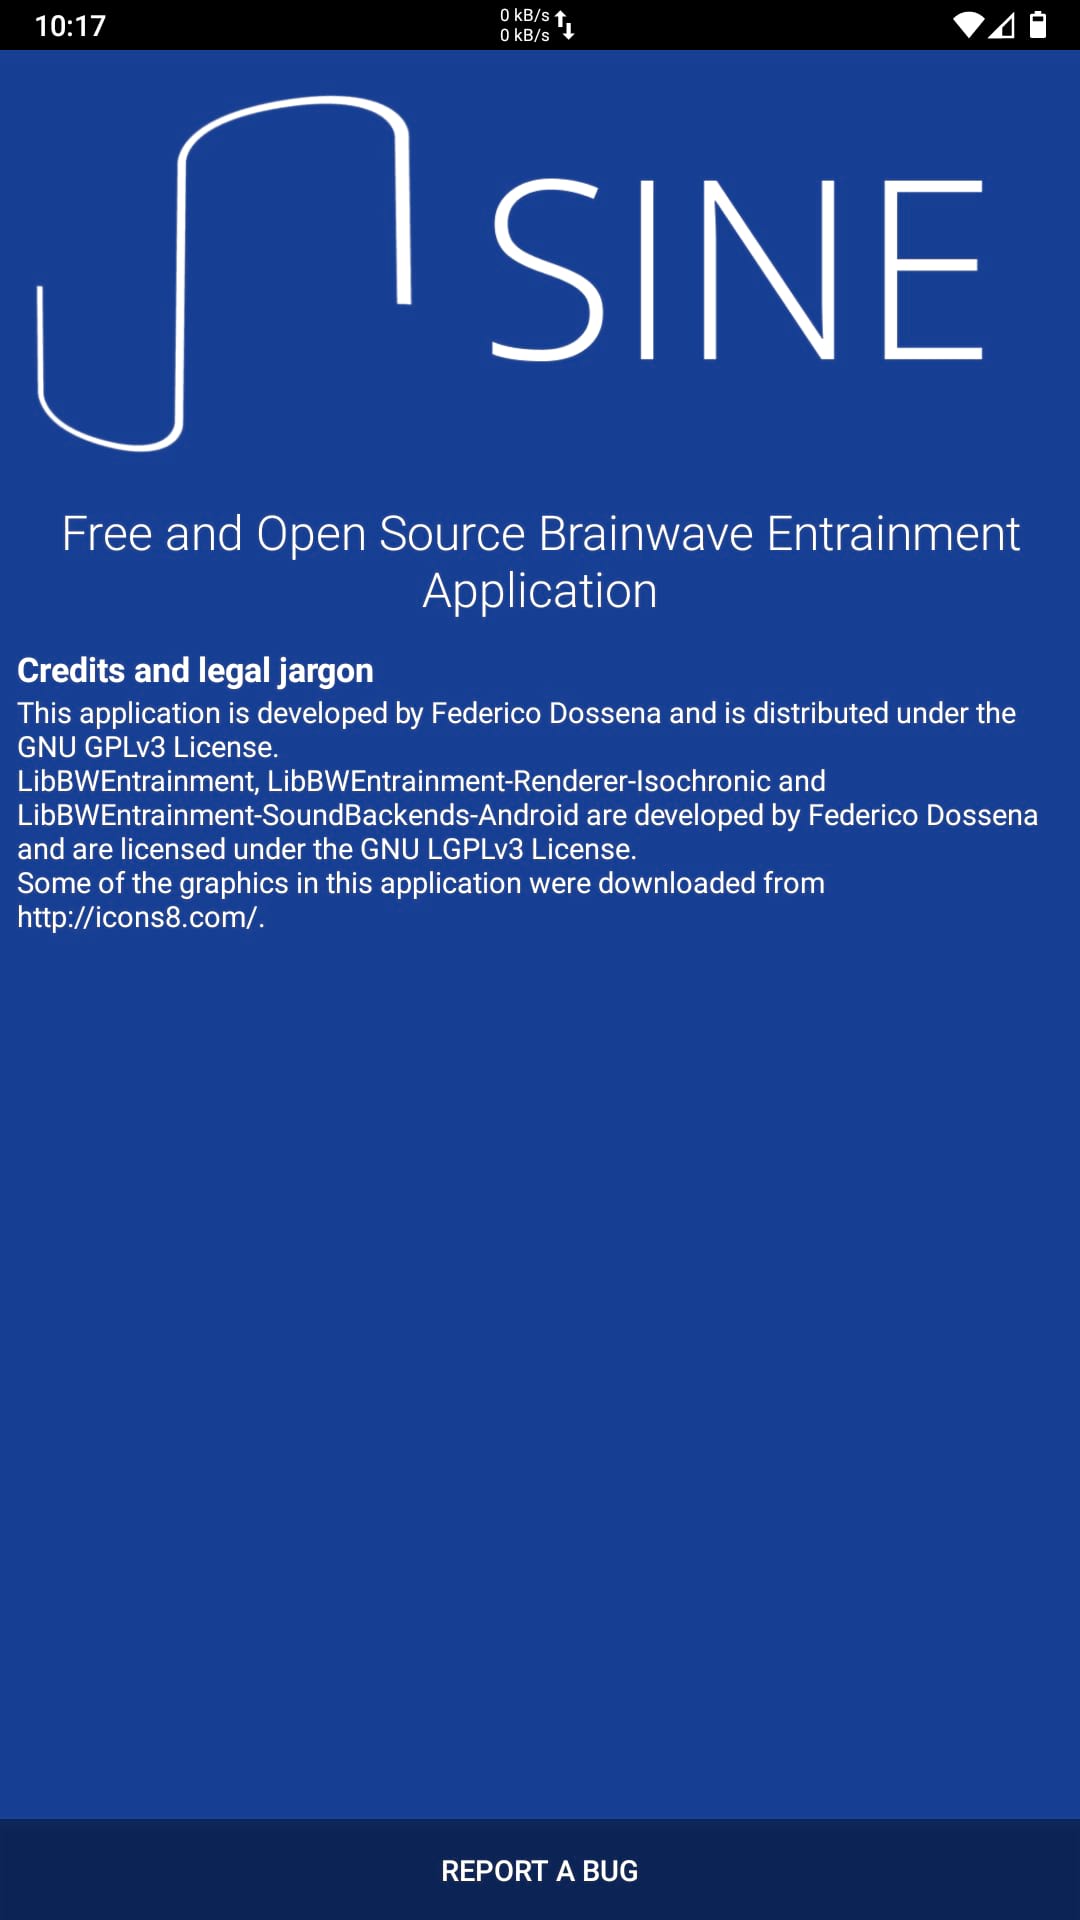 10:17
0 kB/s
0 kB/s
SINE
Free and Open Source Brainwave Entrainment
Application
Credits and legal jargon
This application is developed by Federico Dossena and is distributed under the
GNU GPLv3 License.
LibBWEntrainment, LibBWEntrainment-Renderer-Isochronic and
LibBWEntrainment-SoundBackends-Android are developed by Federico Dossena
and are licensed under the GNU LGPLv3 License.
Some of the graphics in this application were downloaded from
http://icons8.com/.
REPORT A BUG